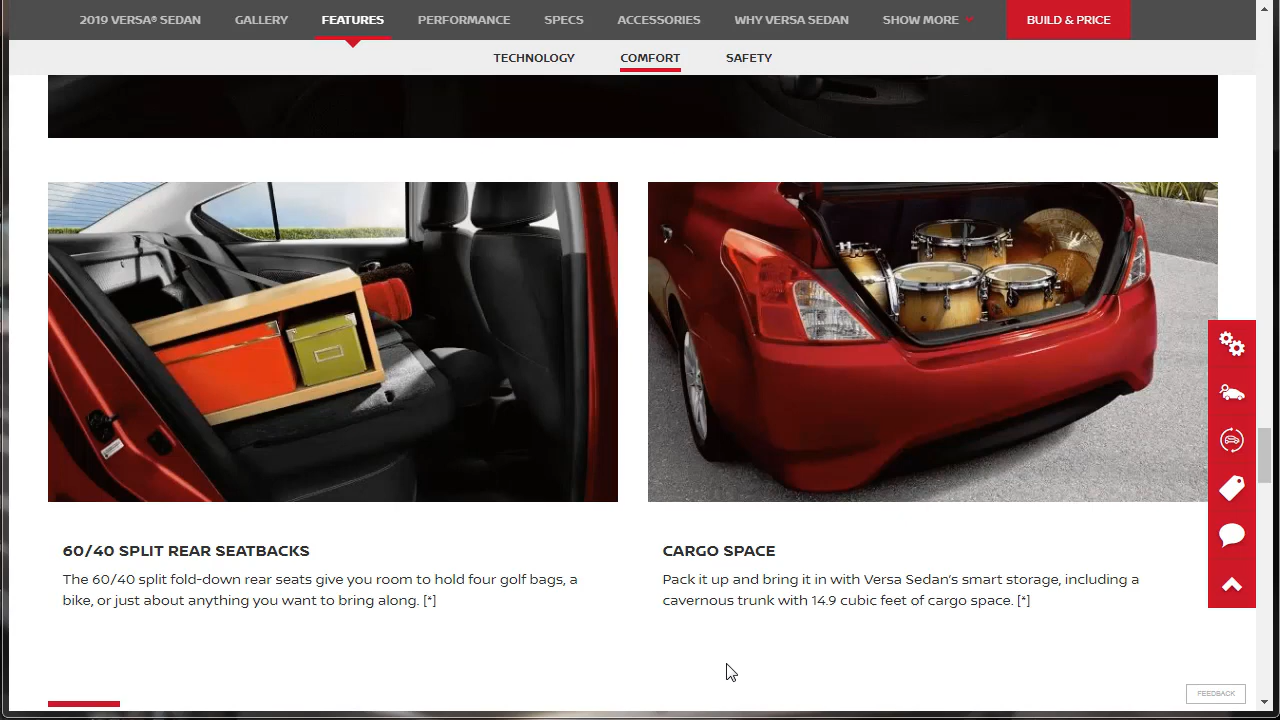 2019 VERSA® SEDAN GALLERY FEATURES PERFORMANCE SPECS ACCESSORIES WHY VERSA SEDAN SHOW MORE BUILD & PRICE
TECHNOLOGY COMFORT SAFETY
60/40 SPLIT REAR SEATBACKS
The 60/40 split fold-down rear seats give you room to hold four golf bags, a
bike, or just about anything you want to bring along. [*]
CARGO SPACE
Pack it up and bring it in with Versa Sedan's smart storage, including a
cavernous trunk with 14.9 cubic feet of cargo space. [*]
FEEDBACK